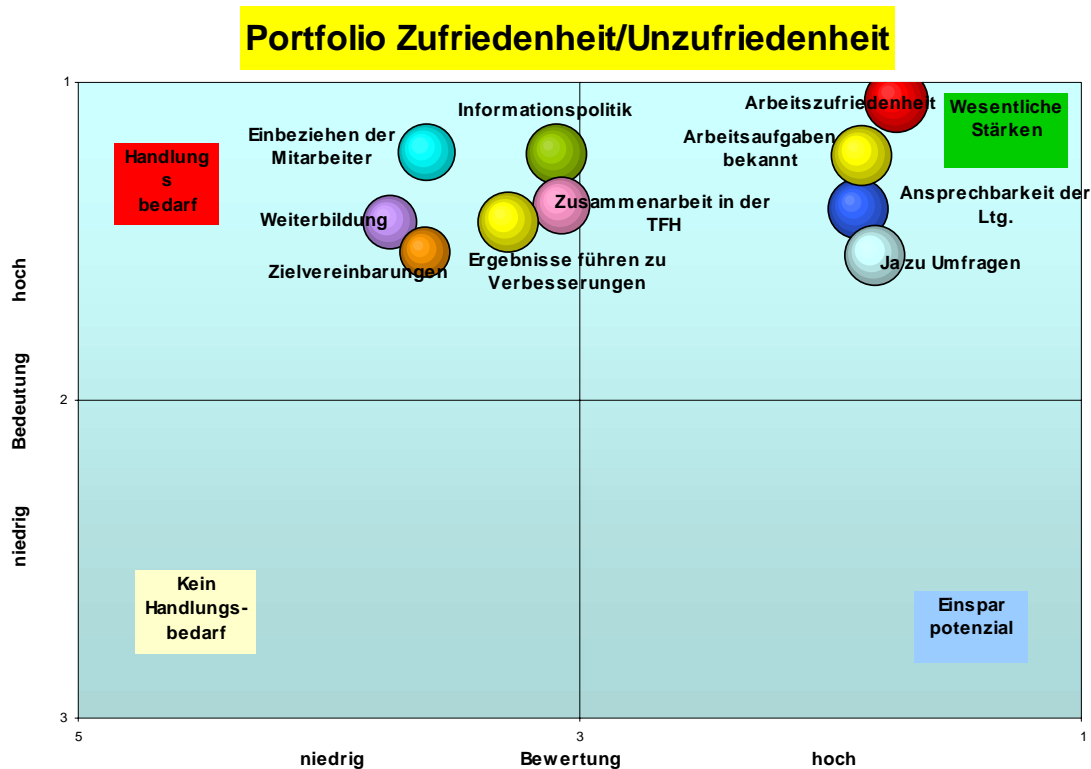 Portfolio Zufriedenheit/Unzufriedenheit
1
Informationspolitik
Arbeitszufriedenheit
Wesentliche
Stärken
Einbeziehen der
Mitarbeiter
Arbeitsaufgaben
bekannt
Handlung
s
bedarf
Weiterbildung
Zusammenarbeit in der
TFH
Ansprechbarkeit der
Ltg.
Zielvereinbarungen
Ergebnisse führen zu
Verbesserungen
Ja zu Umfragen
hoch
Bedeutung
niedrig
2
Kein
Handlungs-
bedarf
Einspar
potenzial
3
5
3
1
niedrig
Bewertung
hoch